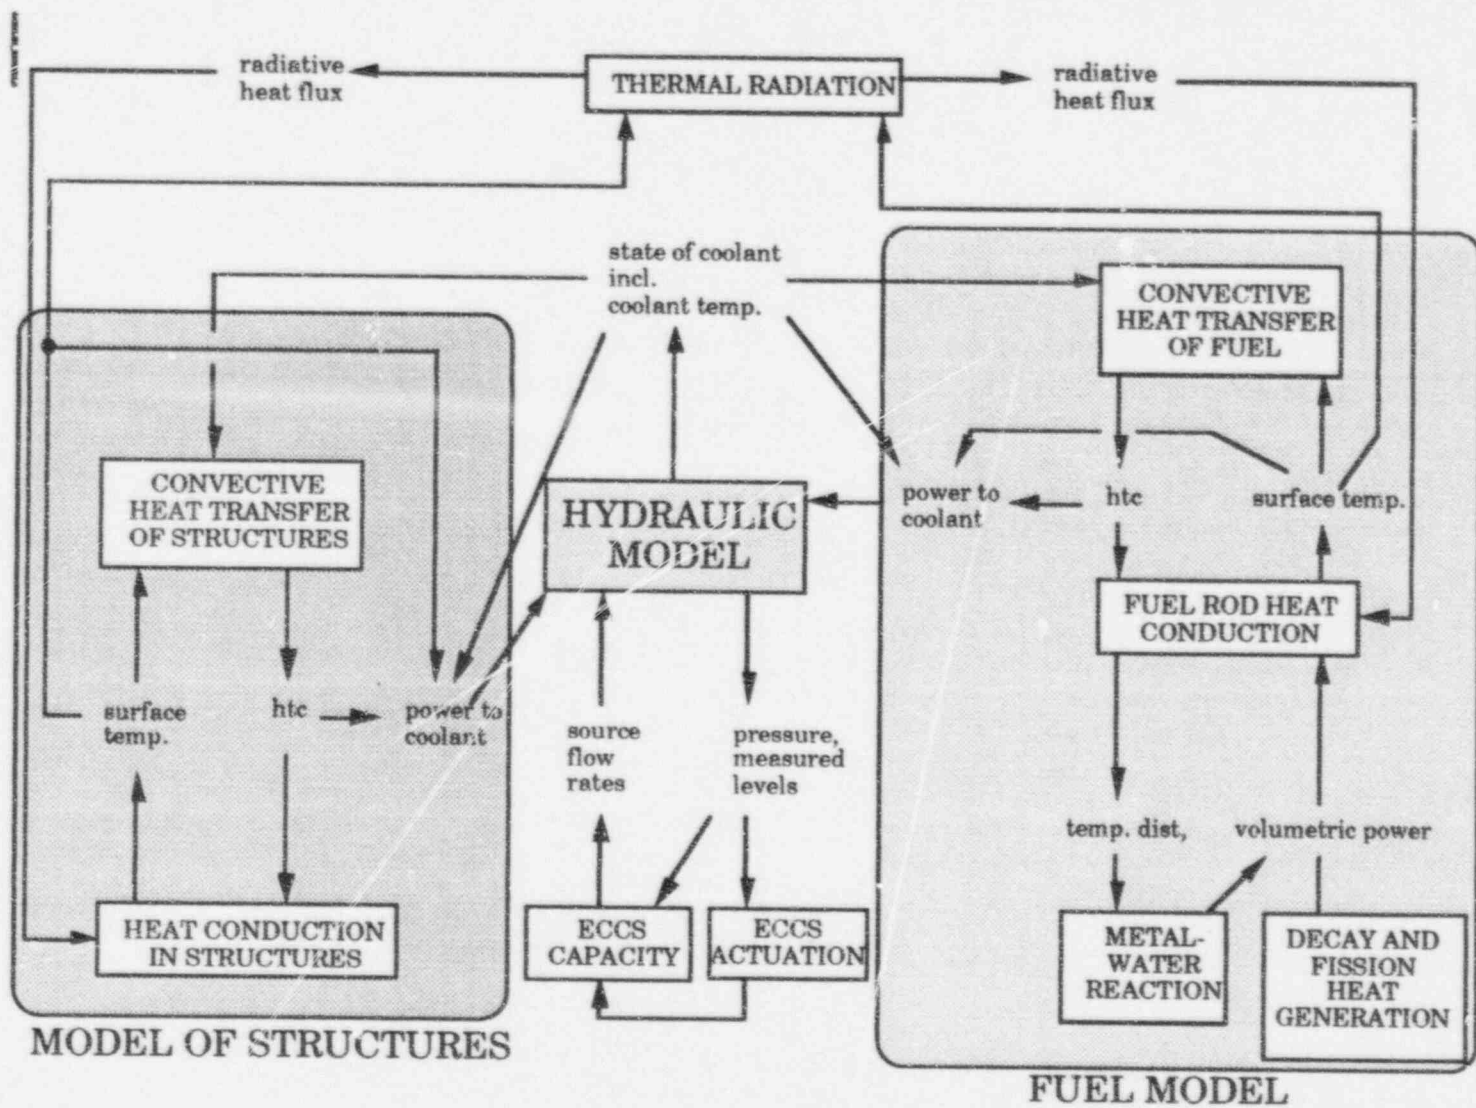 radiative
heat flux
THERMAL RADIATION
radiative
heat flux
state of coolant
incl.
coolant temp.
CONVECTIVE
HEAT TRANSFER
OF FUEL
CONVECTIVE
HEAT TRANSFER
OF STRUCTURES
HYDRAULIC
MODEL
power to
coolant
htc
surface temp.
FUEL ROD HEAT
CONDUCTION
surface
temp.
htc
power to
coolant
source
flow
rates
pressure,
measured
levels
temp. dist,
volumetric power
HEAT CONDUCTION
IN STRUCTURES
ECCS
CAPACITY
ECCS
ACTUATION
METAL-
WATER
REACTION
DECAY AND
FISSION
HEAT
GENERATION
MODEL OF STRUCTURES
FUEL MODEL